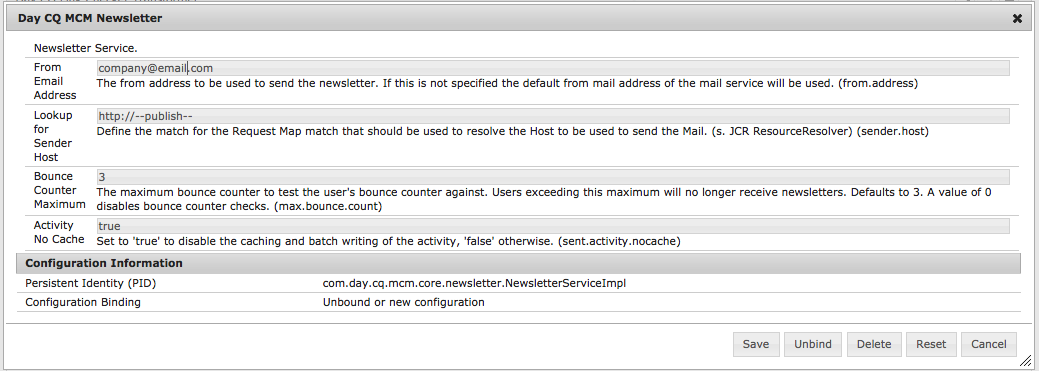 Day CQ MCM Newsletter
Newsletter Service.
From
Email
Address
company@email.com
The from address to be used to send the newsletter. If this is not specified the default from mail address of the mail service will be used. (from.address)
Lookup
for
Sender
Host
http://--publish--
Define the match for the Request Map match that should be used to resolve the Host to be used to send the Mail. (s. JCR ResourceResolver) (sender.host)
Bounce
Counter
Maximum
3
The maximum bounce counter to test the user's bounce counter against. Users exceeding this maximum will no longer receive newsletters. Defaults to 3. A value of 0
disables bounce counter checks. (max.bounce.count)
Activity
No Cache
true
Set to 'true' to disable the caching and batch writing of the activity, 'false' otherwise. (sent.activity.nocache)
Configuration Information
Persistent Identity (PID) com.day.cq.mcm.core.newsletter.NewsletterServiceImpl
Configuration Binding Unbound or new configuration
Save Unbind Delete Reset Cancel